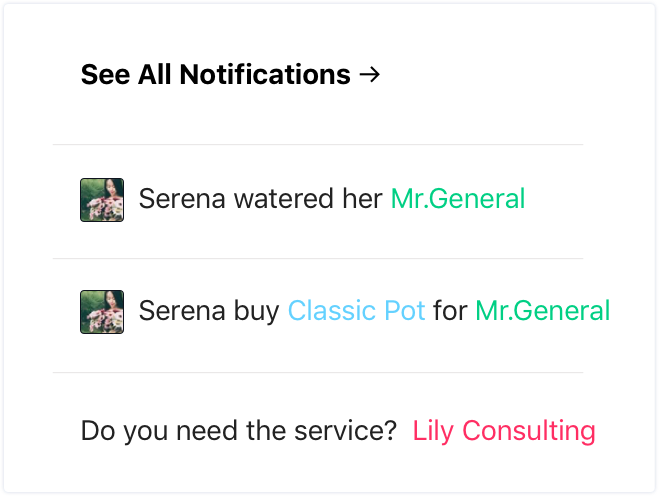 See All Notifications →
Serena watered her Mr.General
Serena buy Classic Pot for Mr.General
Do you need the service? Lily Consulting